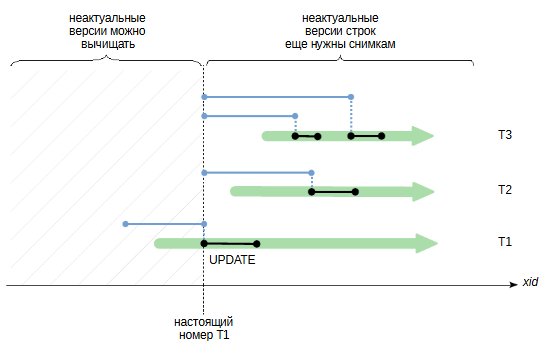 неактуальные
версии можно
вычищать
неактуальные
версии строк
еще нужны снимкам
T3
T2
T1
UPDATE
xid
настоящий
номер T1